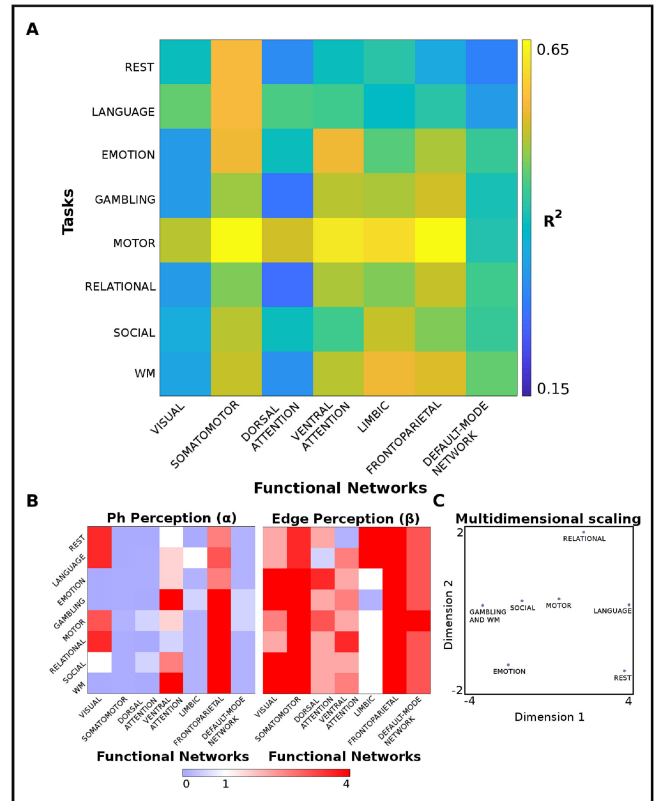 A
0.65
REST
LANGUAGE
EMOTION
GAMBLING
MOTOR
RELATIONAL
SOCIAL
WM
Tasks
R²
0.15
VISUAL
SOMATOMOTOR
DORSAL
ATTENTION
VENTRAL
ATTENTION
LIMBIC
FRONTOPARIETAL
DEFAULT-MODE
NETWORK
Functional Networks
B
Ph Perception (α)
Edge Perception (β)
REST
LANGUAGE
EMOTION
GAMBLING
MOTOR
RELATIONAL
SOCIAL
WM
VISUAL
SOMATOMOTOR
DORSAL
ATTENTION
VENTRAL
ATTENTION
LIMBIC
FRONTOPARIETAL
DEFAULT-MODE
NETWORK
VISUAL
SOMATOMOTOR
DORSAL
ATTENTION
VENTRAL
ATTENTION
LIMBIC
FRONTOPARIETAL
DEFAULT-MODE
NETWORK
Functional Networks
Functional Networks
0
1
4
C
Multidimensional scaling
2
RELATIONAL
Dimension 2
GAMBLING
AND WM
SOCIAL
MOTOR
LANGUAGE
EMOTION
REST
-2
-4
4
Dimension 1